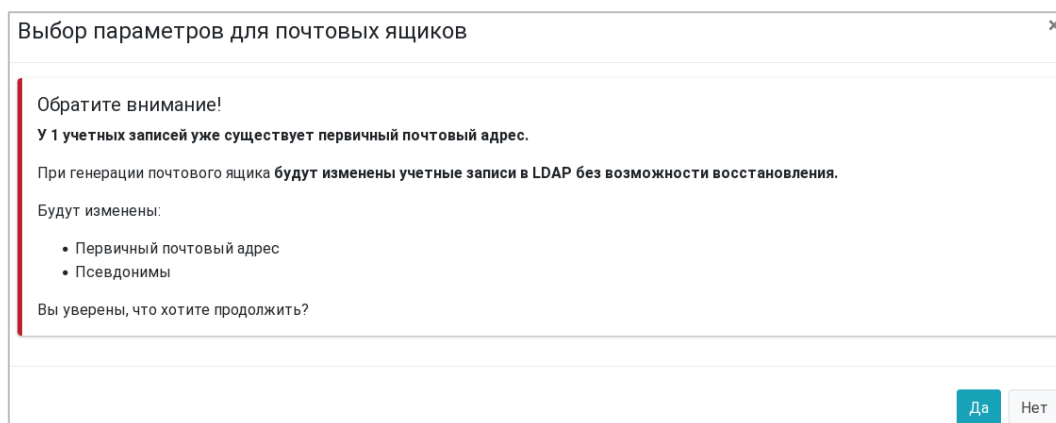 Выбор параметров для почтовых ящиков
×
Обратите внимание!
У 1 учетных записей уже существует первичный почтовый адрес.
При генерации почтового ящика будут изменены учетные записи в LDAP без возможности восстановления.
Будут изменены:
• Первичный почтовый адрес
• Псевдонимы
Вы уверены, что хотите продолжить?
Да Нет